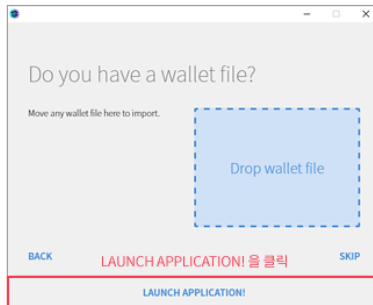 Do you have a wallet file?
Move any wallet file here to import.
Drop wallet file
BACK
LAUNCH APPLICATION! 을 클릭
SKIP
LAUNCH APPLICATION!